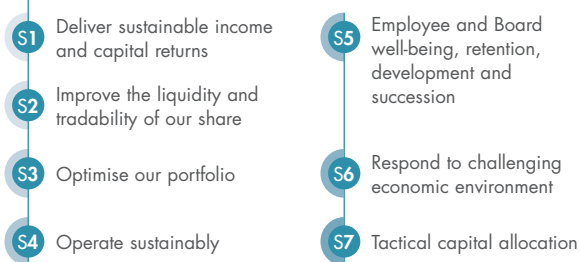 S1
Deliver sustainable income
and capital returns
S2
Improve the liquidity and
tradability of our share
S3
Optimise our portfolio
S4
Operate sustainably
S5
Employee and Board
well-being, retention,
development and
succession
S6
Respond to challenging
economic environment
S7
Tactical capital allocation